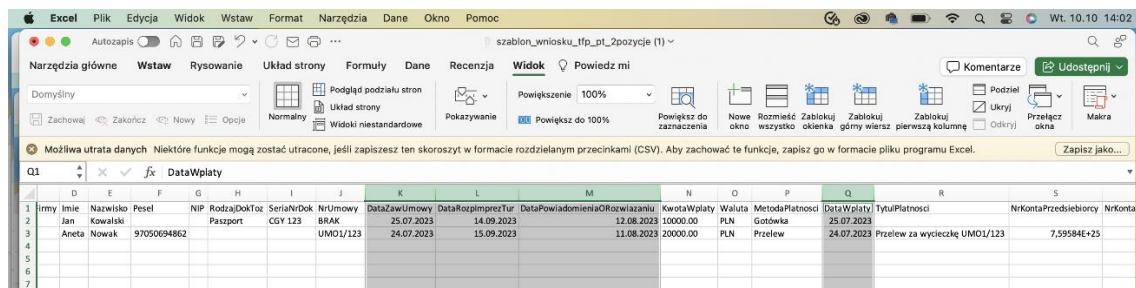 Excel Plik Edycja Widok Wstaw Format Narzędzia Dane Okno Pomoc Wt. 10.10 14:02
Autozapis szablon_wniosku_tfp_pt_2pozycje (1)
Narzędzia główne Wstaw Rysowanie Układ strony Formuły Dane Recenzja Widok Powiedz mi Komentarze Udostępnij
Domyślny
Zachowaj Zakończ Nowy Opcje
Normalny
Podgląd podziału stron
Układ strony
Widoki niestandardowe
Pokazywanie
Powiększenie 100%
Powiększ do 100%
Powiększ do
zaznaczenia
Nowe
okno
Rozmieść
wszystko
Zablokuj
okienka
Zablokuj
górny wiersz
Zablokuj
pierwszą kolumnę
Podziel
Ukryj
Odkryj
Przełącz
okna
Makra
Możliwa utrata danych Niektóre funkcje mogą zostać utracone, jeśli zapiszesz ten skoroszyt w formacie rozdzielanym przecinkami (CSV). Aby zachować te funkcje, zapisz go w formacie pliku programu Excel. Zapisz jako...
Q1 fx DataWplaty
D E F G H I J K L M N O P Q R S
1 Firmy Imie Nazwisko Pesel NIP RodzajDokToz SeriaNrDok NrUmowy DataZawUmowy DataRozpImprezTur DataPowiadomieniaORozwiazaniu KwotaWplaty Waluta MetodaPlatnosci DataWplaty TytulPlatnosci NrKontaPrzedsiebiorcy NrKonta
2 Jan Kowalski Paszport CGY 123 BRAK 25.07.2023 14.09.2023 12.08.2023 10000.00 PLN Gotówka 25.07.2023
3 Aneta Nowak 97050694862 UMO1/123 24.07.2023 15.09.2023 11.08.2023 20000.00 PLN Przelew 24.07.2023 Przelew za wycieczkę UMO1/123 7,59584E+25
4
5
6
7